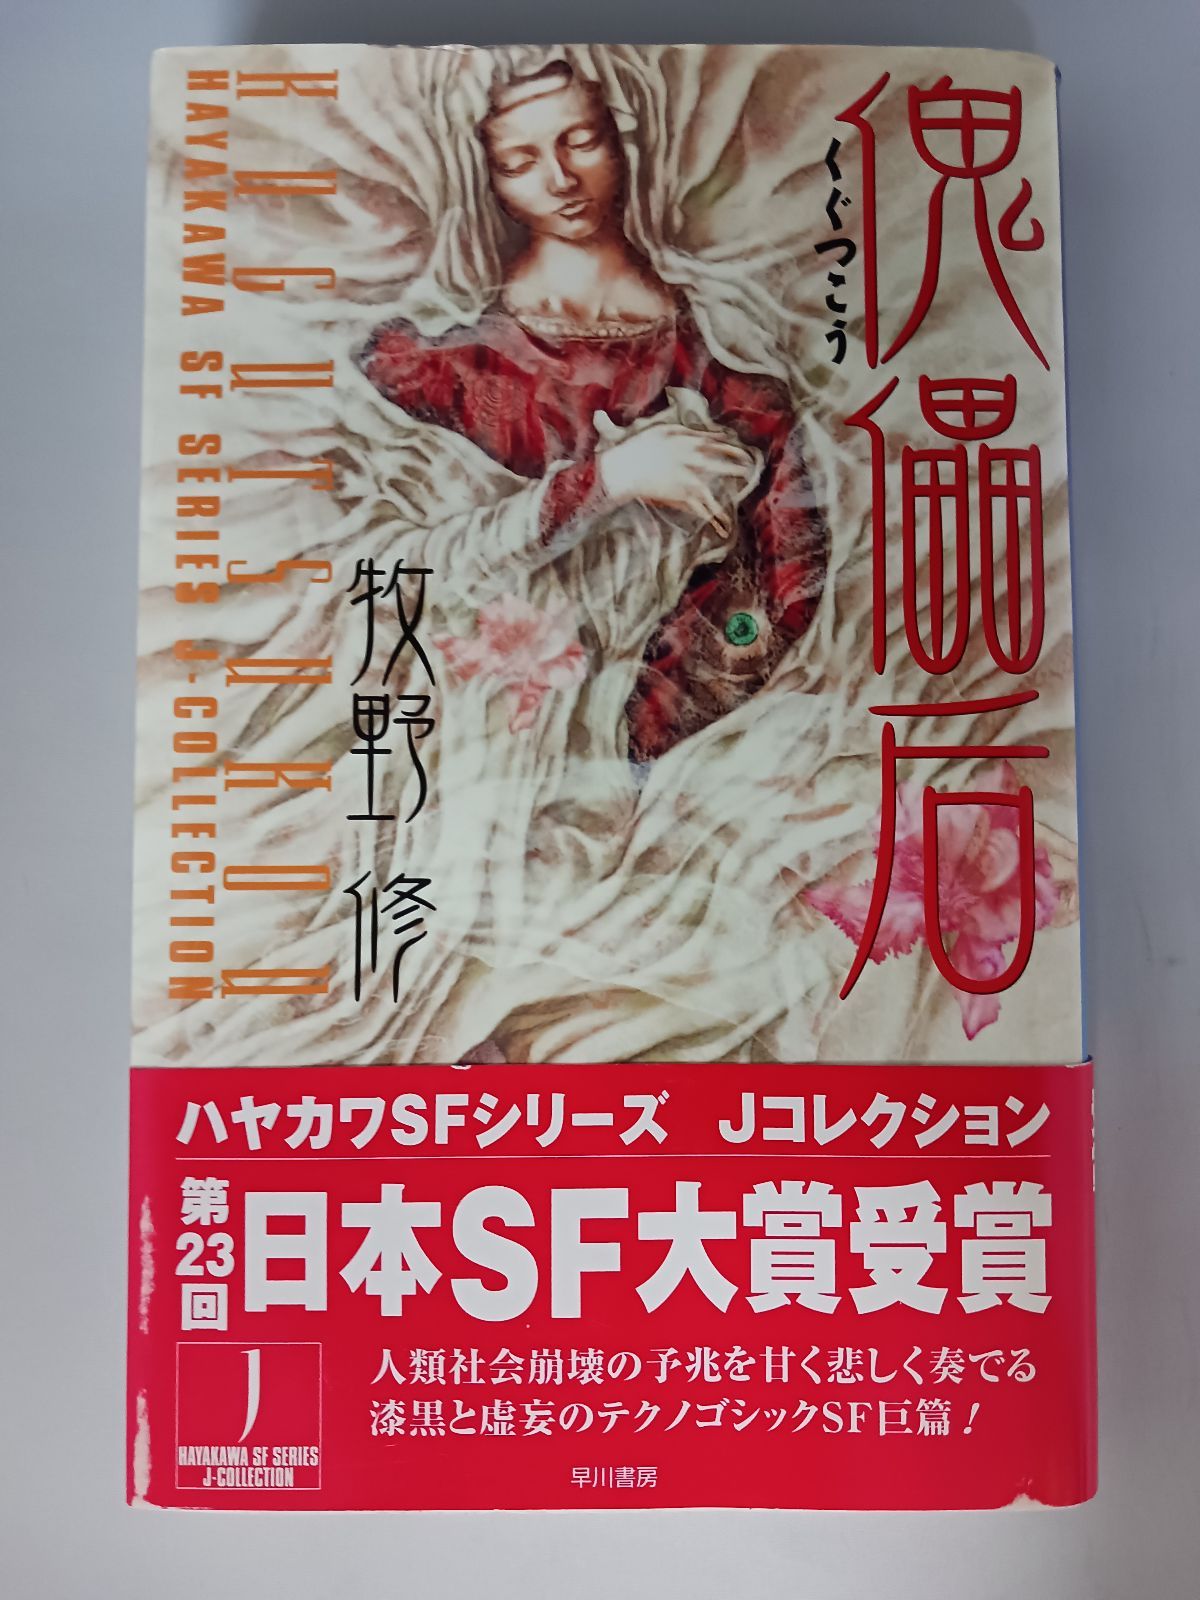 傀儡后
くぐつこう
牧野修
KUGUTSUKOU
HAYAKAWA SF SERIES J-COLLECTION
ハヤカワSFシリーズ Jコレクション
第23回
日本SF大賞受賞
人類社会崩壊の予兆を甘く悲しく奏でる
漆黒と虚妄のテクノゴシックSF巨篇!
J
HAYAKAWA SF SERIES
J-COLLECTION
早川書房